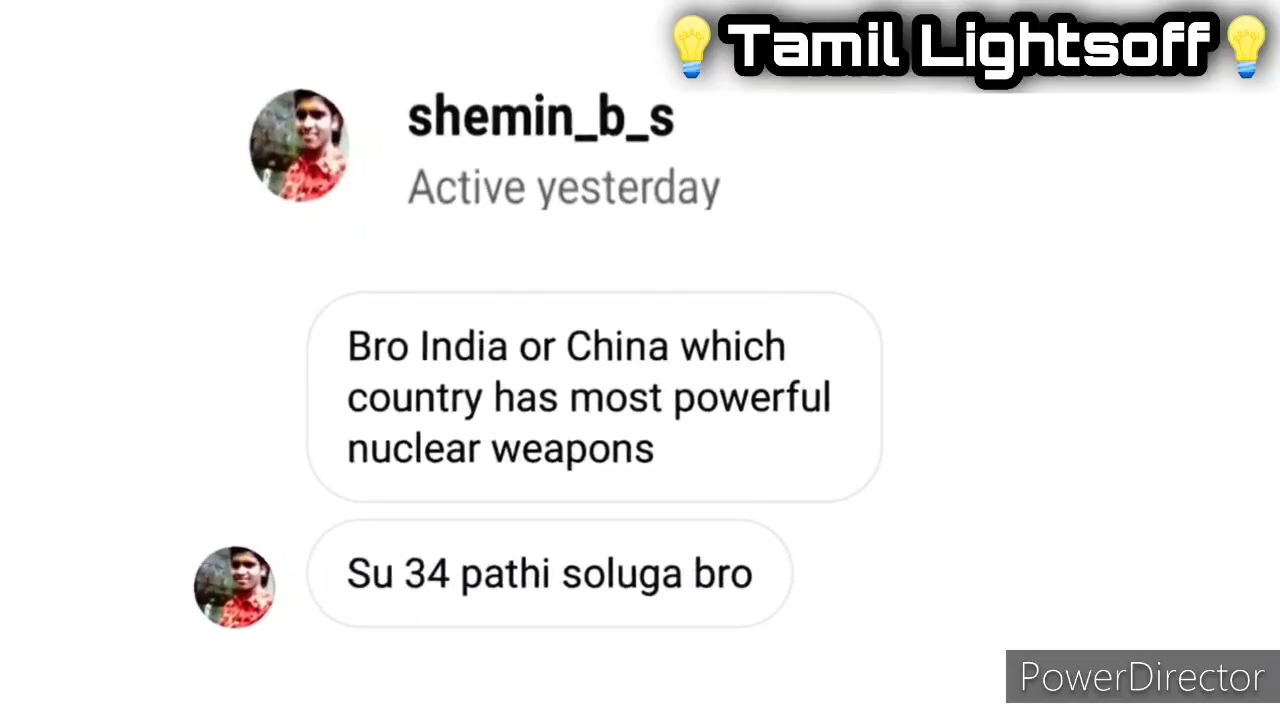 Tamil Lightsoff
shemin_b_s
Active yesterday
Bro India or China which
country has most powerful
nuclear weapons
Su 34 pathi soluga bro
PowerDirector